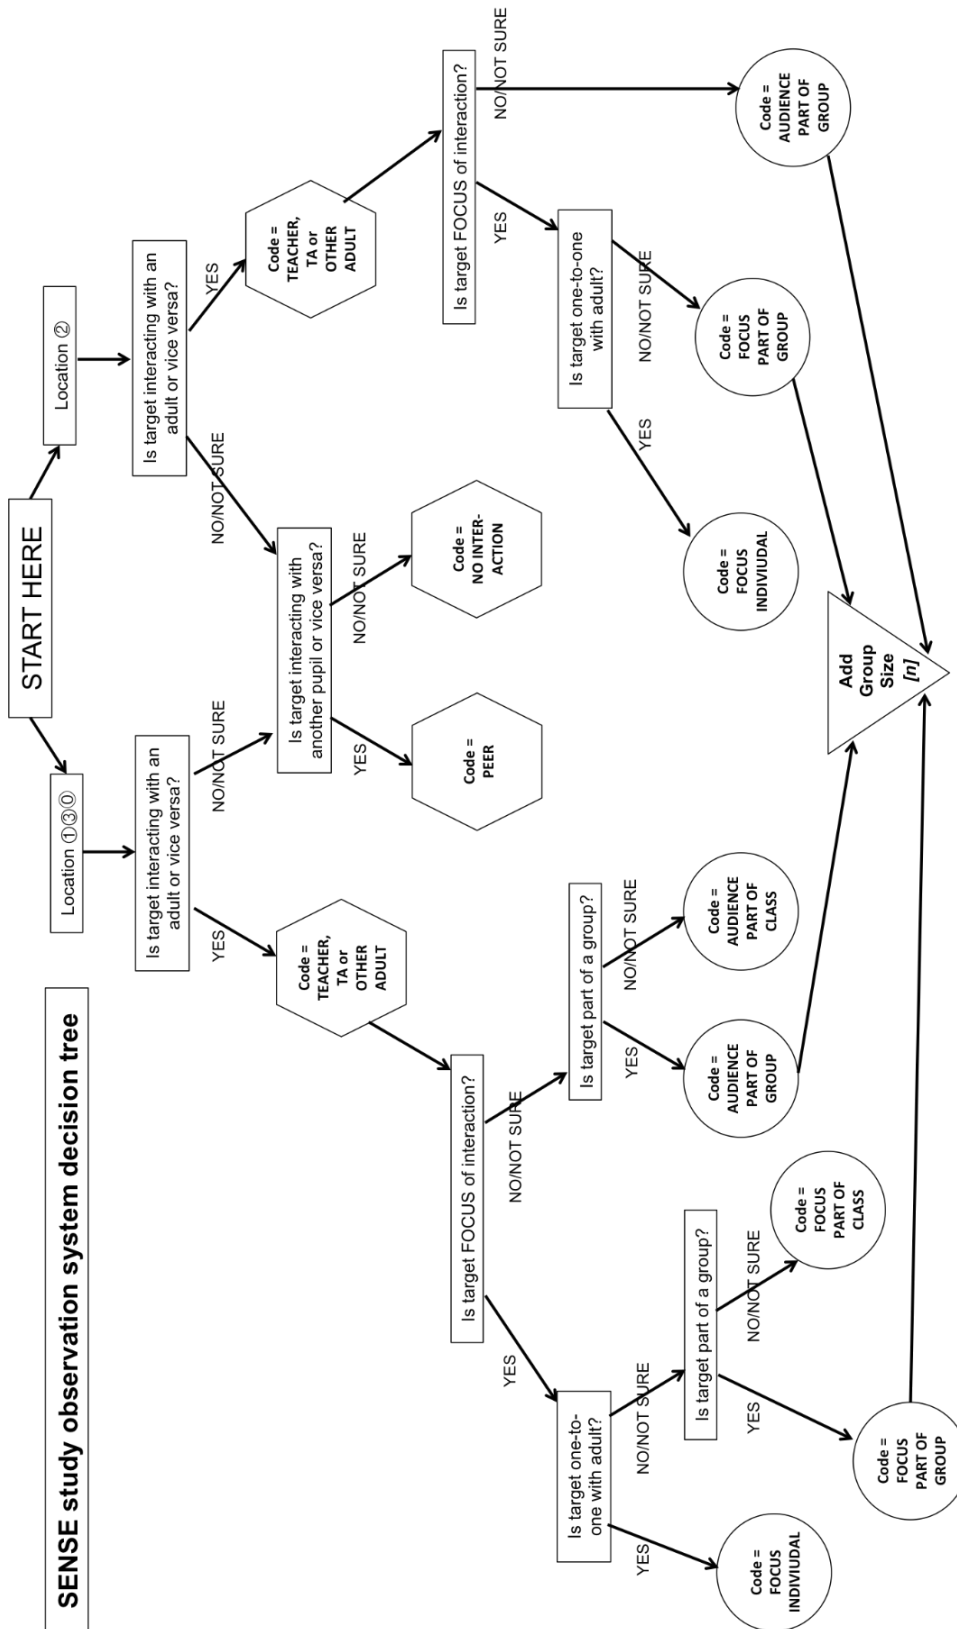 SENSE study observation system decision tree
START HERE
Location ①③⓪
Location ②
Is target interacting with an
adult or vice versa?
Is target interacting with an
adult or vice versa?
YES
NO/NOT SURE
NO/NOT SURE
YES
Code =
TEACHER,
TA or
OTHER
ADULT
Is target interacting with
another pupil or vice versa?
Code =
TEACHER,
TA or
OTHER
ADULT
YES
NO/NOT SURE
Code =
PEER
Code =
NO INTER-
ACTION
Is target FOCUS of interaction?
Is target FOCUS of interaction?
YES
NO/NOT SURE
YES
NO/NOT SURE
Is target one-to-
one with adult?
Is target part of a group?
Is target one-to-one
with adult?
YES
NO/NOT SURE
YES
NO/NOT SURE
YES
NO/NOT SURE
Is target part of a group?
Code =
AUDIENCE
PART OF
GROUP
Code =
AUDIENCE
PART OF
CLASS
Code =
FOCUS
INDIVIUDAL
Code =
FOCUS
PART OF
GROUP
Code =
AUDIENCE
PART OF
GROUP
YES
NO/NOT SURE
Code =
FOCUS
INDIVIUDAL
Code =
FOCUS
PART OF
GROUP
Code =
FOCUS
PART OF
CLASS
Add
Group
Size
[n]